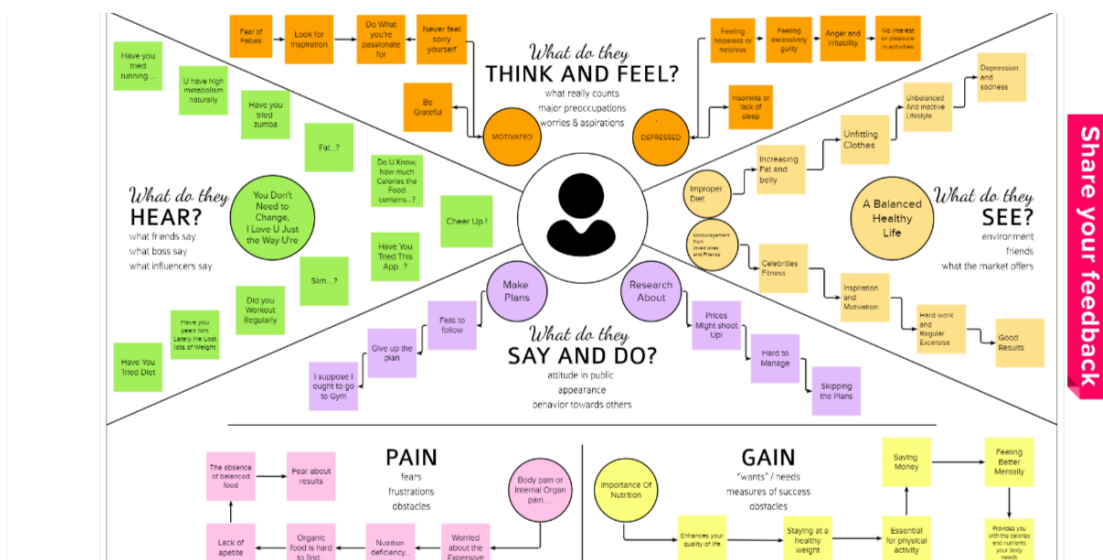 What do they
THINK AND FEEL?
what really counts
major preoccupations
worries & aspirations
Fear of
Failure
Look for
Inspiration
Do What
you're
passionate
for
Never feel
sorry
yourself
Be
Grateful
MOTIVATED
Feeling
hopeless or
helpless
Feeling
excessively
guilty
Anger and
irritability
No interest
or pleasure
in activities
Insomnia or
lack of
sleep
DEPRESSED
What do they
HEAR?
what friends say
what boss say
what influencers say
Have you
tried
running...
U have high
metabolism
naturally
Have you
tried
zumba
Fat...?
Do U Know,
how much
Calories the
Food
contains...?
Cheer Up !
You Don't
Need to
Change,
I Love U Just
the Way U're
Have You
Tried This
App...?
Slim...?
Did you
Workout
Regularly
Have you
seen him
Lately He Lost
lots of Weight
Have You
Tried Diet
What do they
SEE?
environment
friends
what the market offers
A Balanced
Healthy
Life
Improper
Diet
Increasing
Fat and
belly
Unfitting
Clothes
Unbalanced
And Inactive
Lifestyle
Depression
and
sadness
Encouragement
from
loved ones
and Friends
Celebrities
Fitness
Inspiration
and
Motivation
Hard work
and
Regular
Excersise
Good
Results
What do they
SAY AND DO?
attitude in public
appearance
behavior towards others
Make
Plans
Fails to
follow
Give up the
plan
I suppose I
ought to go
to Gym
Research
About
Prices
Might shoot
Up!
Hard to
Manage
Skipping
the Plans
PAIN
fears
frustrations
obstacles
Body pain or
Internal Organ
pain....
Worried
about the
Expensive
Nutrition
deficiency..
Organic
food is hard
to find....
Lack of
apetite
The absence
of balanced
food
Fear about
results
GAIN
"wants" / needs
measures of success
obstacles
Importance Of
Nutrition
Enhances your
quality of life
Staying at a
healthy
weight
Essential
for physical
activity
Saving
Money
Feeling
Better
Mentally
Provides you
with the calories
and nutrients
your body
needs
Share your feedback